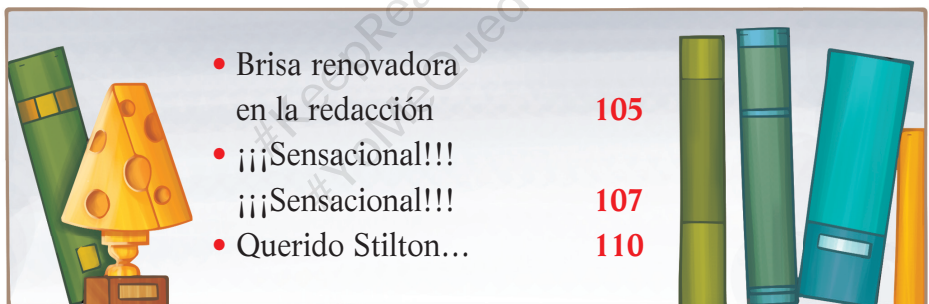 • Brisa renovadora
en la redacción 105
• ¡¡¡Sensacional!!!
¡¡¡Sensacional!!! 107
• Querido Stilton... 110